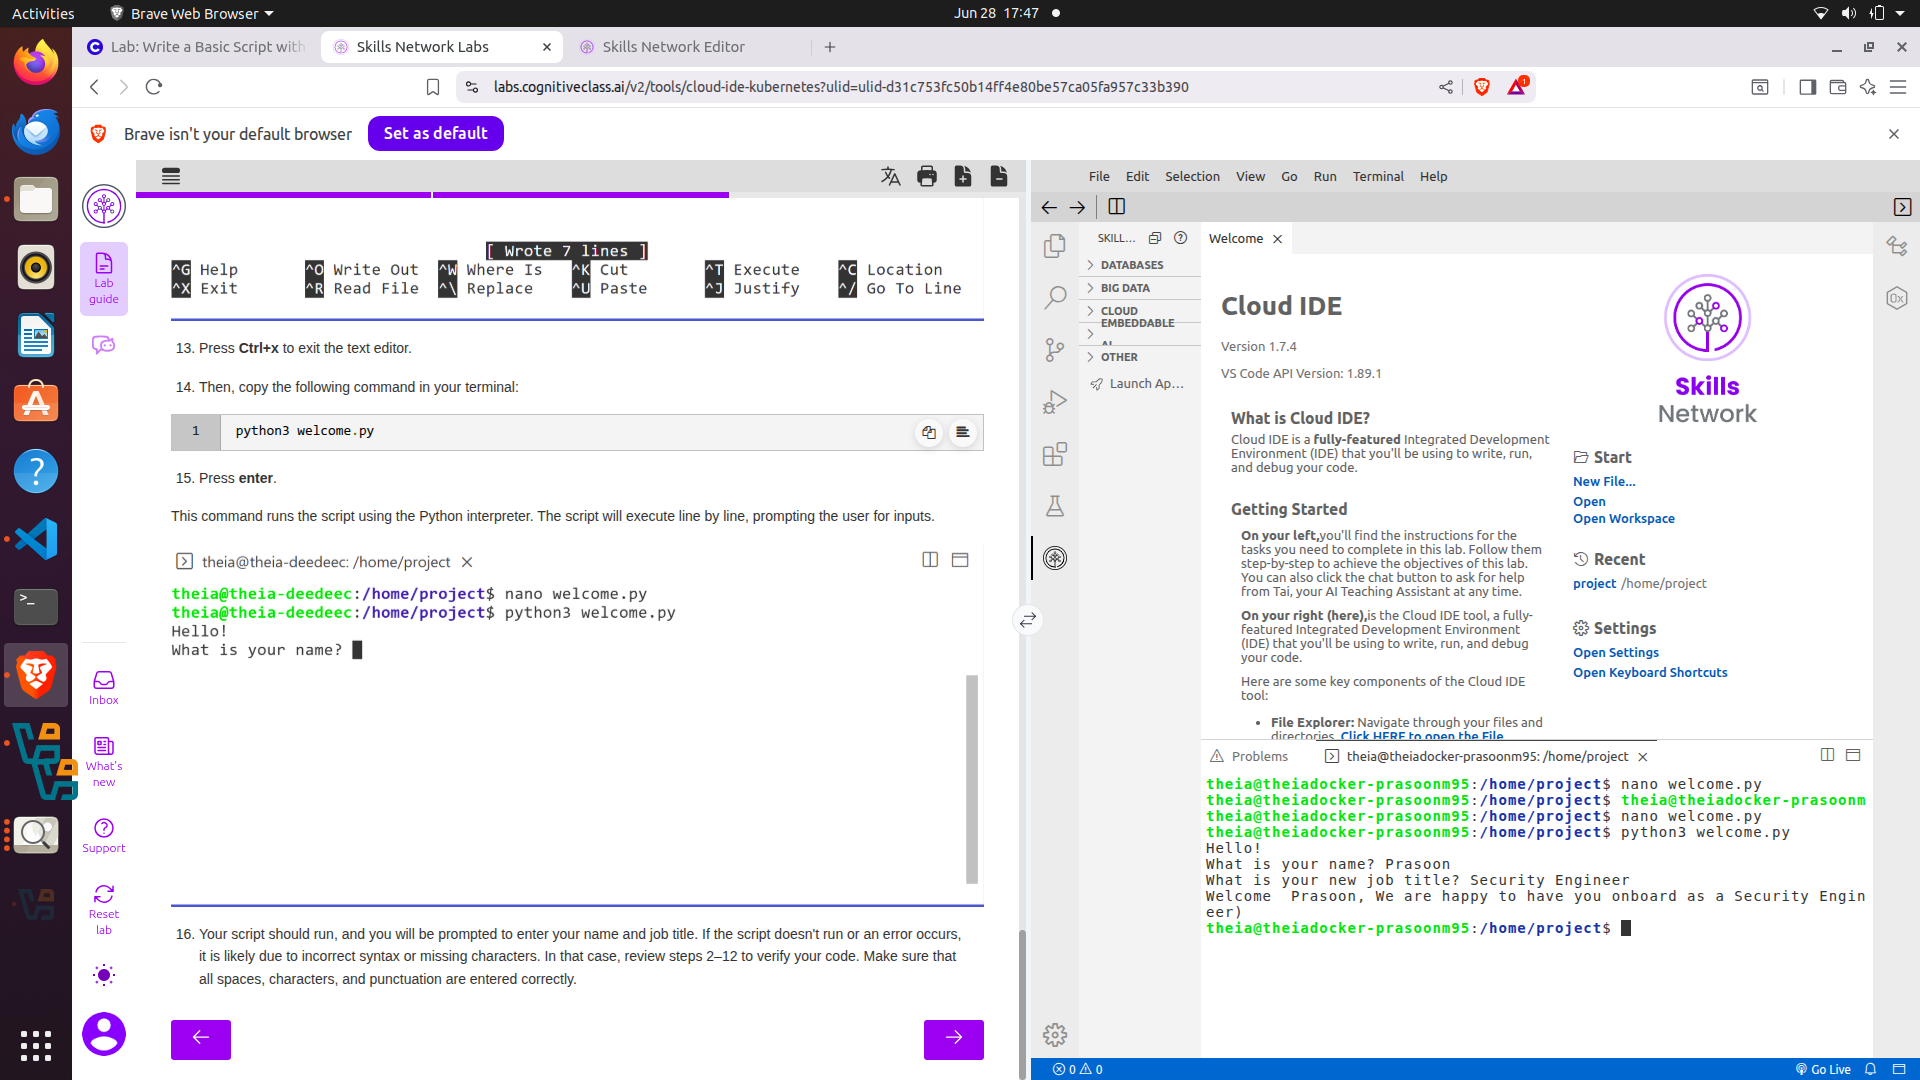 Activities
Brave Web Browser
Jun 28 17:47
Lab: Write a Basic Script with
Skills Network Labs
Skills Network Editor
labs.cognitiveclass.ai/v2/tools/cloud-ide-kubernetes?ulid=ulid-d31c753fc50b14ff4e80be57ca05fa957c33b390
1
Brave isn't your default browser
Set as default
Lab
guide
Inbox
What's
new
Support
Reset
lab
[ Wrote 7 lines ]
^G Help ^O Write Out ^W Where Is ^K Cut ^T Execute ^C Location
^X Exit ^R Read File ^\ Replace ^U Paste ^J Justify ^/ Go To Line
13. Press Ctrl+x to exit the text editor.
14. Then, copy the following command in your terminal:
1 python3 welcome.py
15. Press enter.
This command runs the script using the Python interpreter. The script will execute line by line, prompting the user for inputs.
theia@theia-deedeec: /home/project
theia@theia-deedeec:/home/project$ nano welcome.py
theia@theia-deedeec:/home/project$ python3 welcome.py
Hello!
What is your name?
16. Your script should run, and you will be prompted to enter your name and job title. If the script doesn't run or an error occurs,
it is likely due to incorrect syntax or missing characters. In that case, review steps 2–12 to verify your code. Make sure that
all spaces, characters, and punctuation are entered correctly.
File Edit Selection View Go Run Terminal Help
SKILL...
DATABASES
BIG DATA
CLOUD
EMBEDDABLE
AI
OTHER
Launch Ap...
Welcome
Cloud IDE
Version 1.7.4
VS Code API Version: 1.89.1
What is Cloud IDE?
Cloud IDE is a fully-featured Integrated Development
Environment (IDE) that you'll be using to write, run,
and debug your code.
Getting Started
On your left,you'll find the instructions for the
tasks you need to complete in this lab. Follow them
step-by-step to achieve the objectives of this lab.
You can also click the chat button to ask for help
from Tai, your AI Teaching Assistant at any time.
On your right (here),is the Cloud IDE tool, a fully-
featured Integrated Development Environment
(IDE) that you'll be using to write, run, and debug
your code.
Here are some key components of the Cloud IDE
tool:
• File Explorer: Navigate through your files and
directories. Click HERE to open the File
Skills
Network
Start
New File...
Open
Open Workspace
Recent
project /home/project
Settings
Open Settings
Open Keyboard Shortcuts
0x
Problems
theia@theiadocker-prasoonm95: /home/project
theia@theiadocker-prasoonm95:/home/project$ nano welcome.py
theia@theiadocker-prasoonm95:/home/project$ theia@theiadocker-prasoonm
theia@theiadocker-prasoonm95:/home/project$ nano welcome.py
theia@theiadocker-prasoonm95:/home/project$ python3 welcome.py
Hello!
What is your name? Prasoon
What is your new job title? Security Engineer
Welcome  Prasoon, We are happy to have you onboard as a Security Engin
eer)
theia@theiadocker-prasoonm95:/home/project$
0 0
Go Live